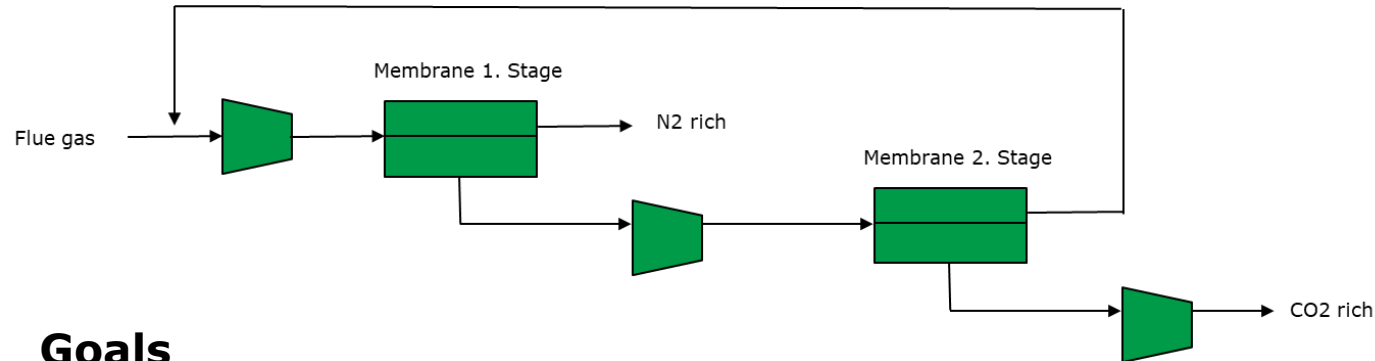 Membrane 1. Stage
Flue gas
N2 rich
Membrane 2. Stage
CO2 rich
Goals